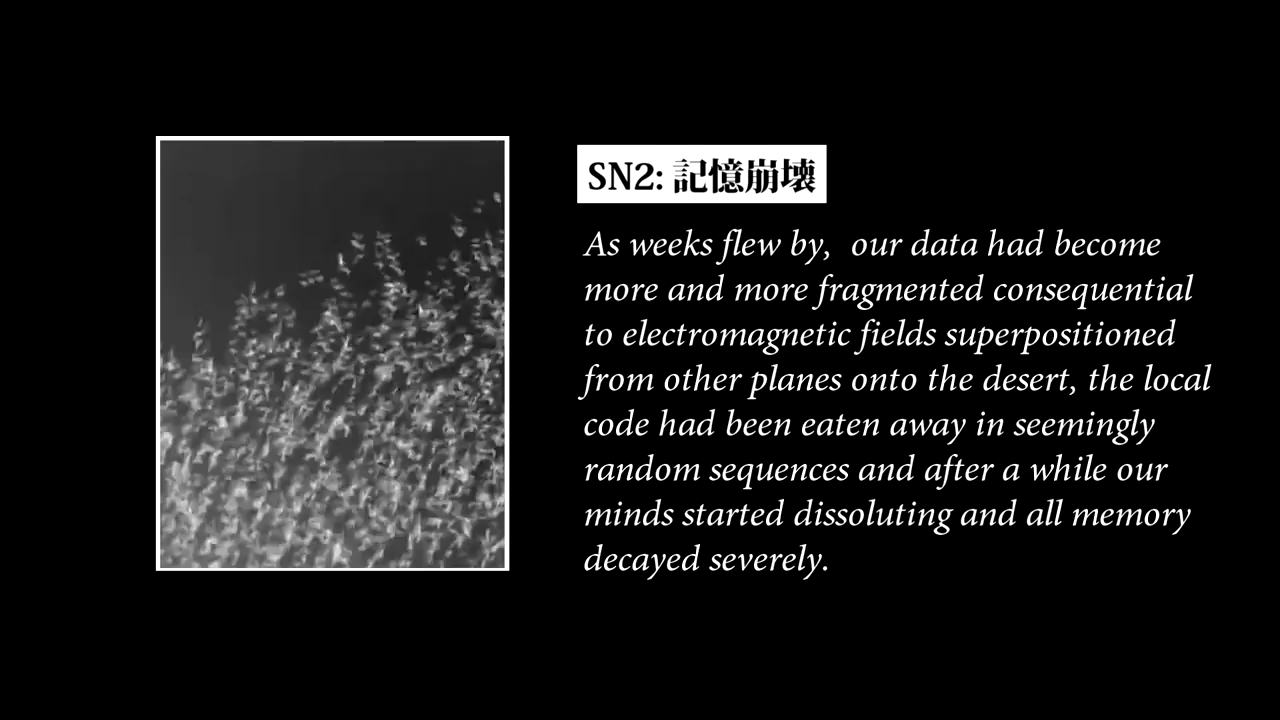 SN2: 記憶崩壊
As weeks flew by,  our data had become
more and more fragmented consequential
to electromagnetic fields superpositioned
from other planes onto the desert, the local
code had been eaten away in seemingly
random sequences and after a while our
minds started dissoluting and all memory
decayed severely.